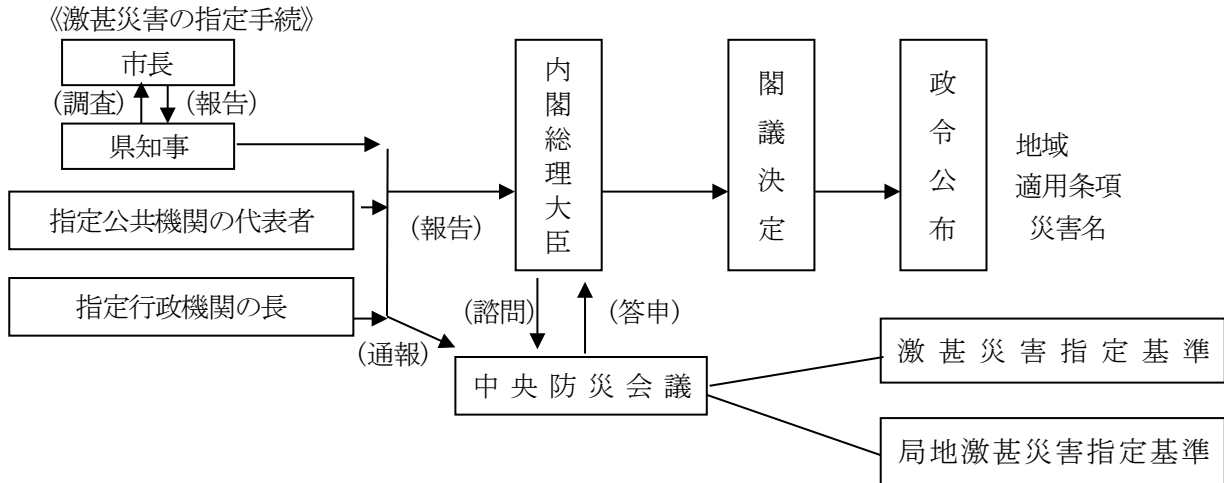 《激甚災害の指定手続》
市長
(調査)
(報告)
県知事
指定公共機関の代表者
指定行政機関の長
(報告)
(通報)
内閣総理大臣
(諮問)
(答申)
中央防災会議
閣議決定
政令公布
地域
適用条項
災害名
激甚災害指定基準
局地激甚災害指定基準